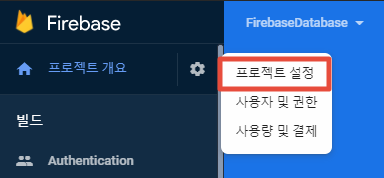 Firebase
FirebaseDatabase
프로젝트 개요
프로젝트 설정
사용자 및 권한
사용량 및 결제
빌드
Authentication